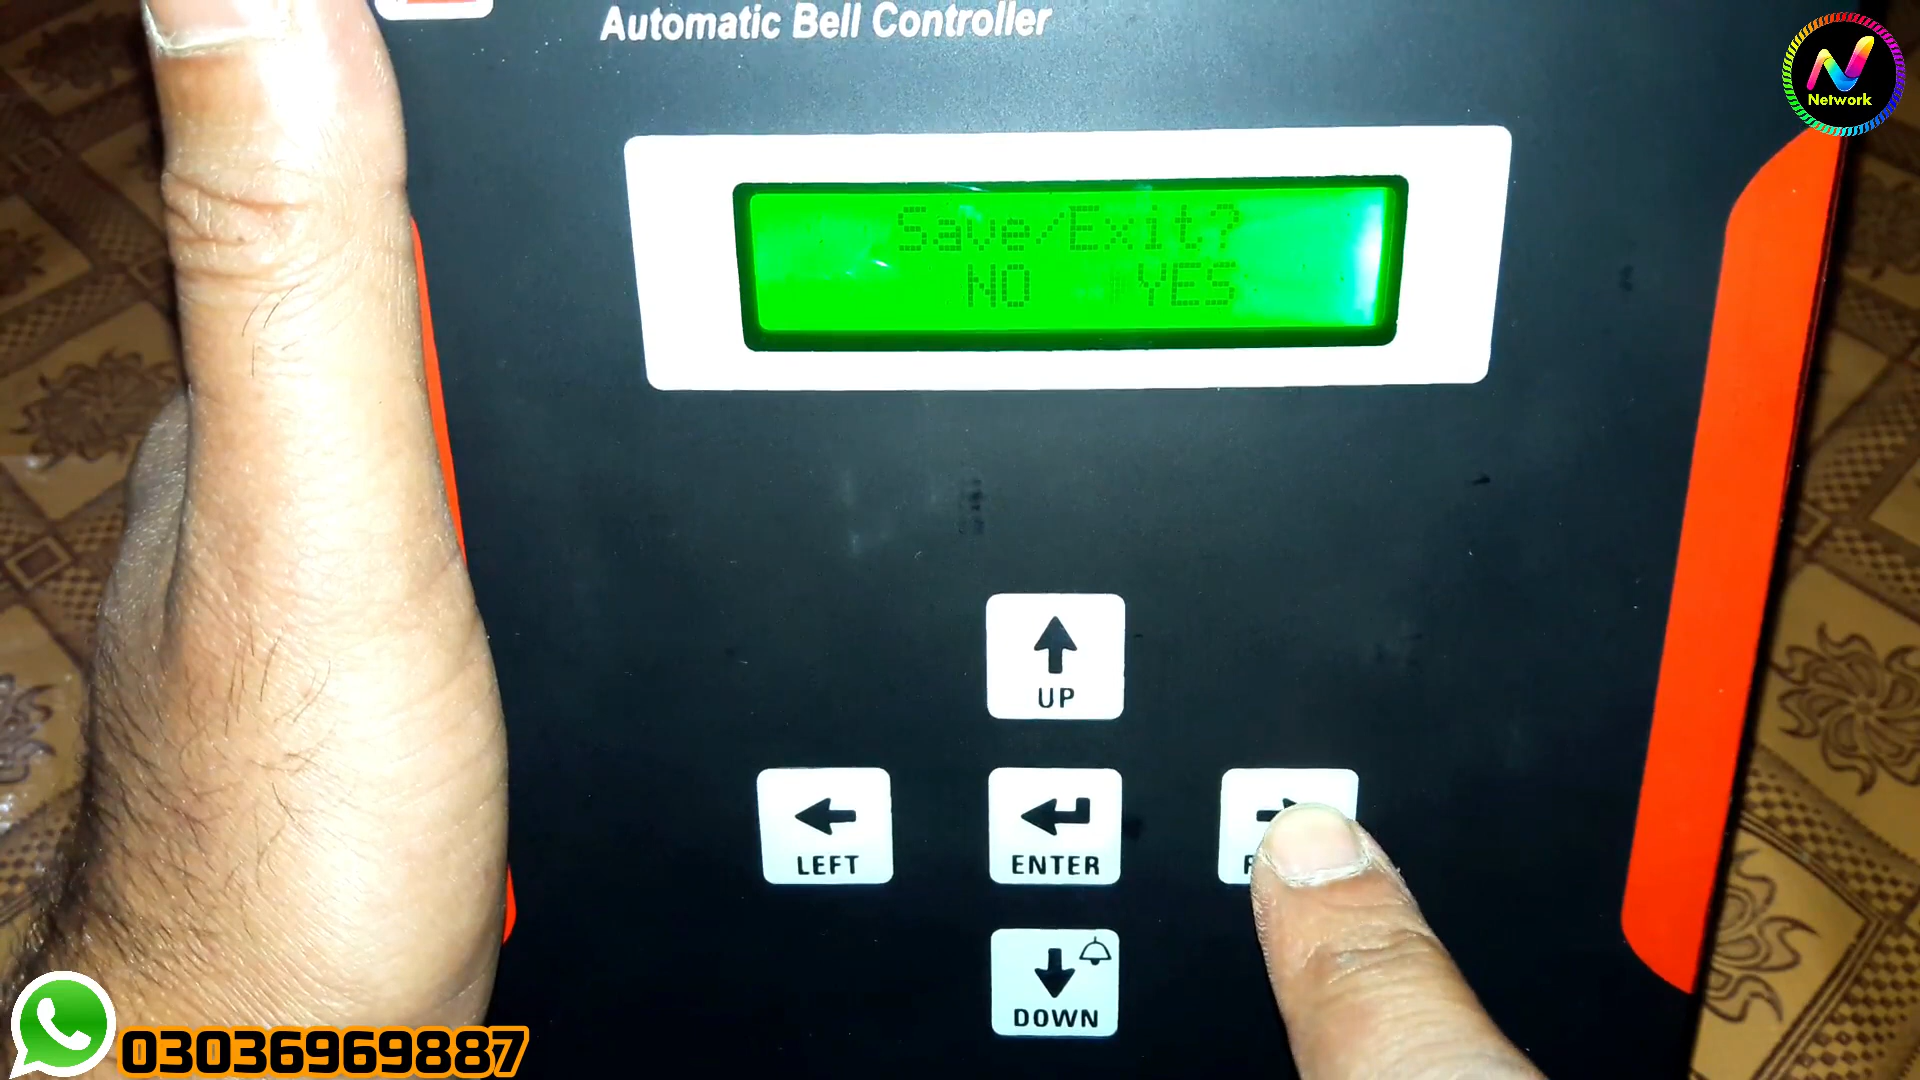 Automatic Bell Controller
Network
Save/Exit?
NO YES
UP
LEFT
ENTER
DOWN
03036969887